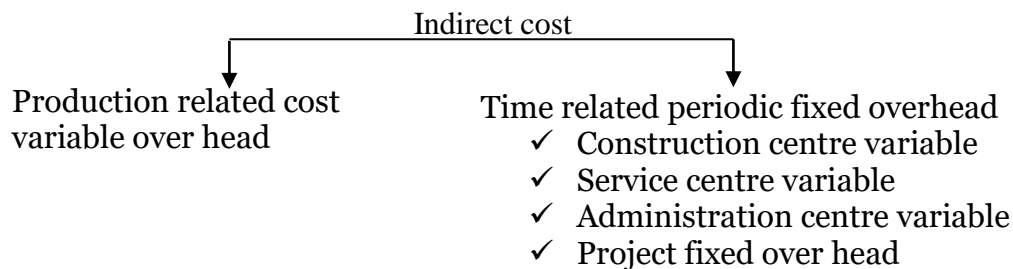 Indirect cost
Production related cost
variable over head
Time related periodic fixed overhead
✓ Construction centre variable
✓ Service centre variable
✓ Administration centre variable
✓ Project fixed over head